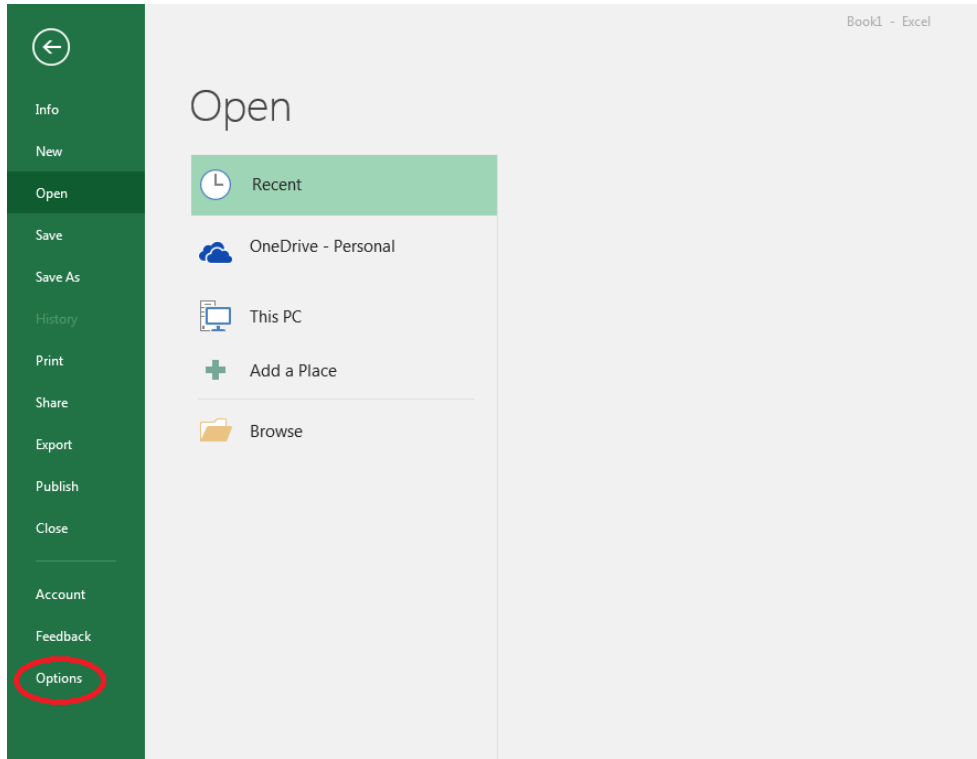 Book1 - Excel
Info
New
Open
Save
Save As
History
Print
Share
Export
Publish
Close
Account
Feedback
Options
Open
Recent
OneDrive - Personal
This PC
Add a Place
Browse